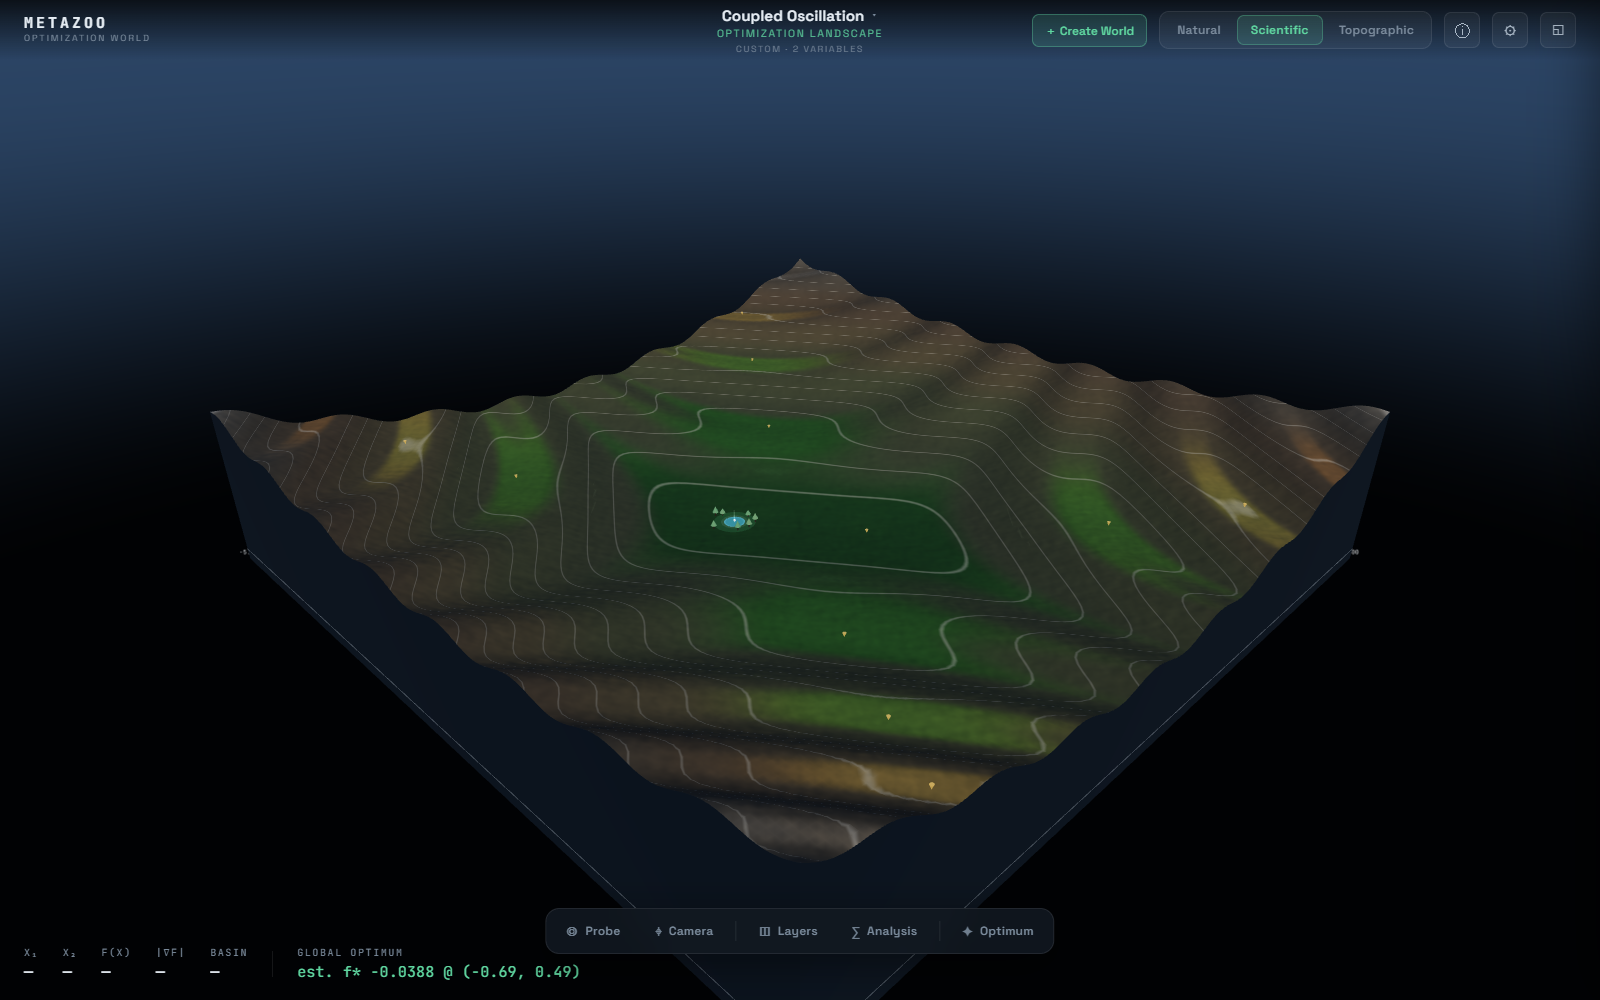 METAZOO
OPTIMIZATION WORLD
Coupled Oscillation
OPTIMIZATION LANDSCAPE
CUSTOM · 2 VARIABLES
+ Create World
Natural
Scientific
Topographic
Probe
Camera
Layers
∑ Analysis
Optimum
X₁ X₂ F(X) |∇F| BASIN
— — — — —
GLOBAL OPTIMUM
est. f* -0.0388 @ (-0.69, 0.49)